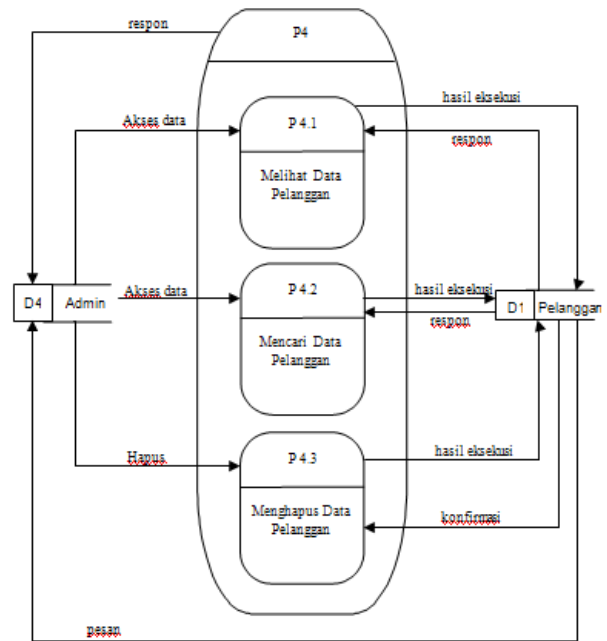 respon
P4
hasil eksekusi
Akses data
P 4.1
respon
Melihat Data
Pelanggan
Akses data
P 4.2
hasil eksekusi
D4
Admin
D1
Pelanggan
respon
Mencari Data
Pelanggan
Hapus
P 4.3
hasil eksekusi
Menghapus Data
Pelanggan
konfirmasi
pesan